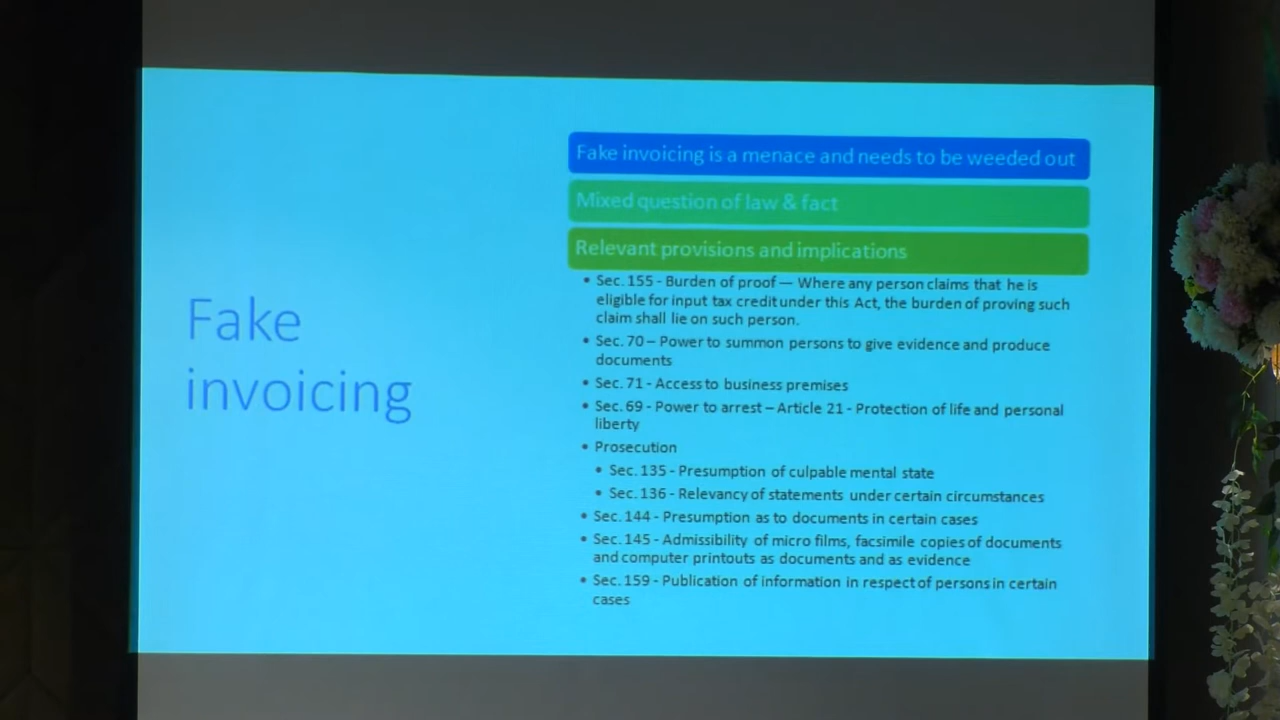 Fake
invoicing
Fake invoicing is a menace and needs to be weeded out
Mixed question of law & fact
Relevant provisions and implications
• Sec. 155 - Burden of proof — Where any person claims that he is
eligible for input tax credit under this Act, the burden of proving such
claim shall lie on such person.
• Sec. 70 – Power to summon persons to give evidence and produce
documents
• Sec. 71 - Access to business premises
• Sec. 69 - Power to arrest – Article 21 - Protection of life and personal
liberty
• Prosecution
• Sec. 135 - Presumption of culpable mental state
• Sec. 136 - Relevancy of statements under certain circumstances
• Sec. 144 - Presumption as to documents in certain cases
• Sec. 145 - Admissibility of micro films, facsimile copies of documents
and computer printouts as documents and as evidence
• Sec. 159 - Publication of information in respect of persons in certain
cases